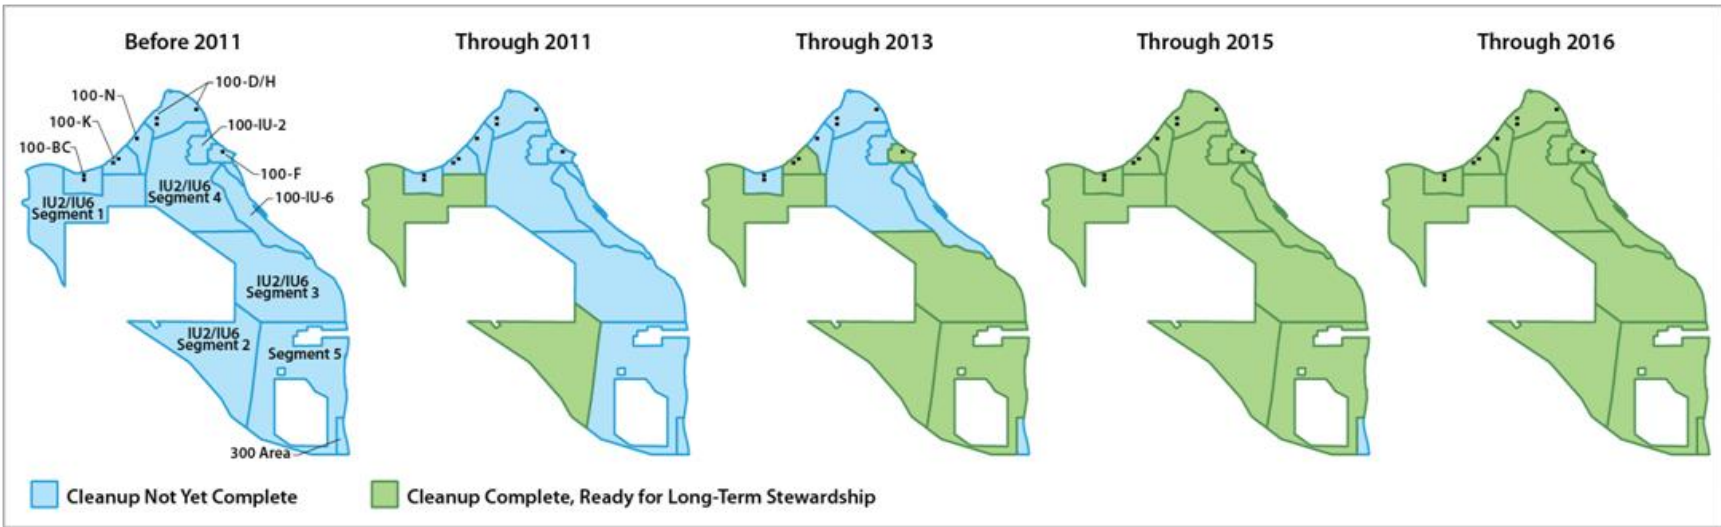 Before 2011
Through 2011
Through 2013
Through 2015
Through 2016
100-D/H
100-N
100-K
100-IU-2
100-BC
100-F
IU2/IU6
Segment 4
100-IU-6
IU2/IU6
Segment 1
IU2/IU6
Segment 3
IU2/IU6
Segment 2
Segment 5
300 Area
Cleanup Not Yet Complete
Cleanup Complete, Ready for Long-Term Stewardship